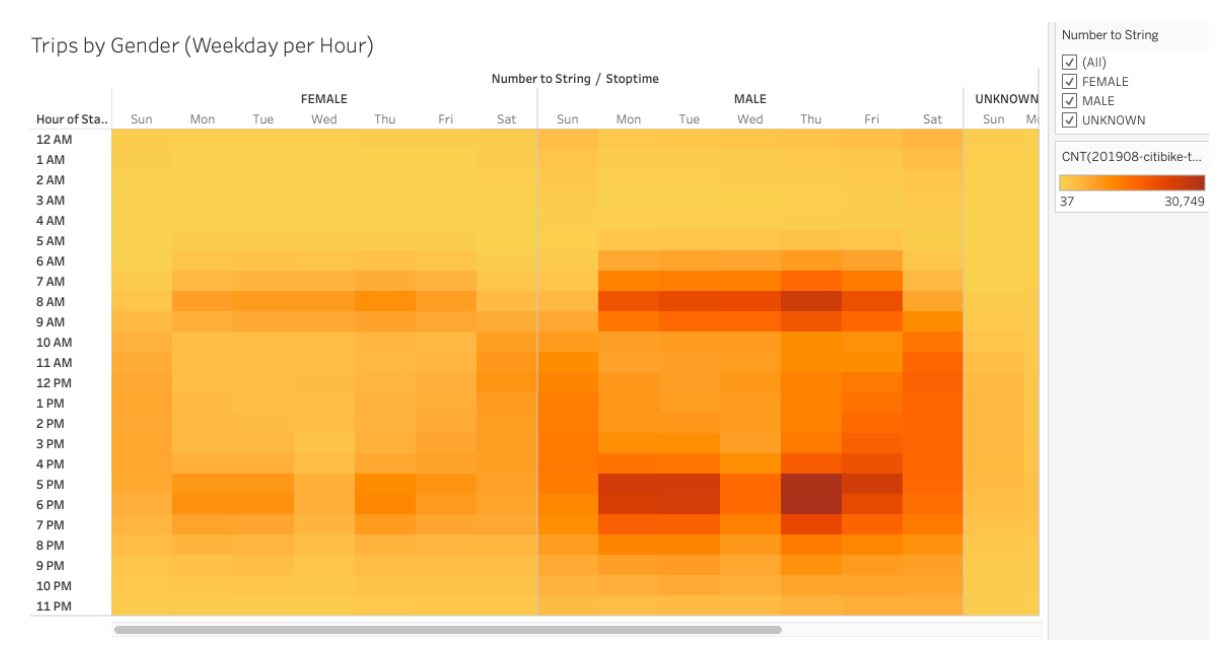 Trips by Gender (Weekday per Hour)
Number to String / Stoptime
FEMALE MALE UNKNOWN
Hour of Sta.. Sun Mon Tue Wed Thu Fri Sat Sun Mon Tue Wed Thu Fri Sat Sun M
12 AM
1 AM
2 AM
3 AM
4 AM
5 AM
6 AM
7 AM
8 AM
9 AM
10 AM
11 AM
12 PM
1 PM
2 PM
3 PM
4 PM
5 PM
6 PM
7 PM
8 PM
9 PM
10 PM
11 PM
Number to String
(All)
FEMALE
MALE
UNKNOWN
CNT(201908-citibike-t...
37 30,749